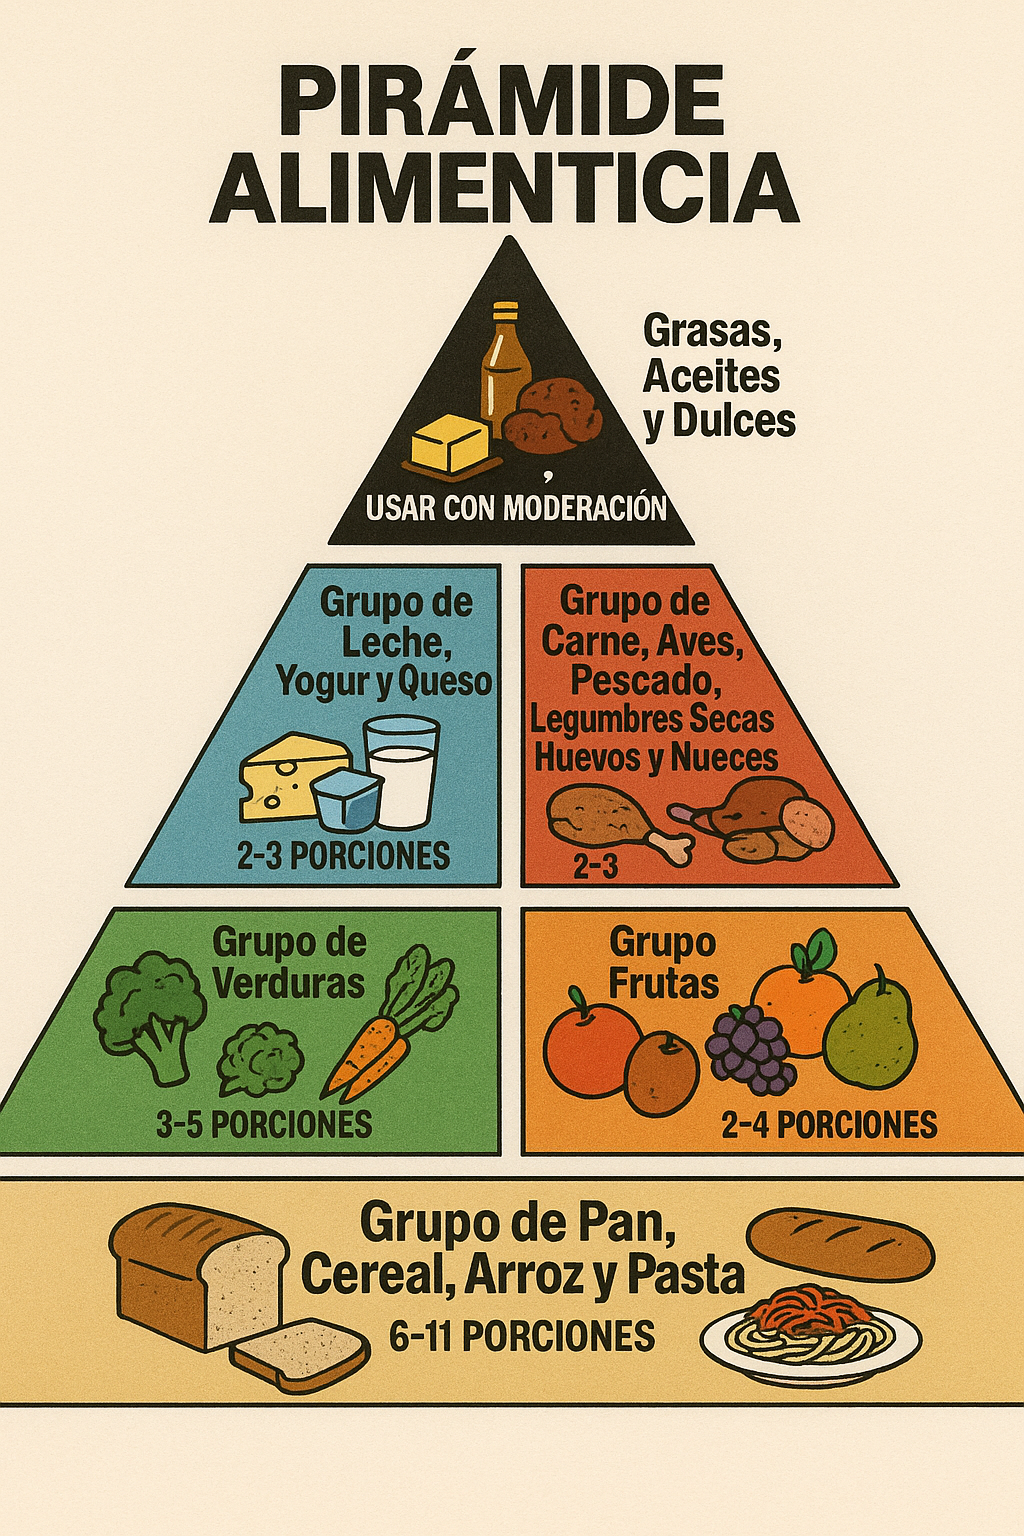 PIRÁMIDE
ALIMENTICIA
Grasas,
Aceites
y Dulces
,
USAR CON MODERACIÓN
Grupo de
Leche,
Yogur y Queso
2-3 PORCIONES
Grupo de
Carne, Aves,
Pescado,
Legumbres Secas
Huevos y Nueces
2-3
Grupo de
Verduras
3-5 PORCIONES
Grupo
Frutas
2-4 PORCIONES
Grupo de Pan,
Cereal, Arroz y Pasta
6-11 PORCIONES